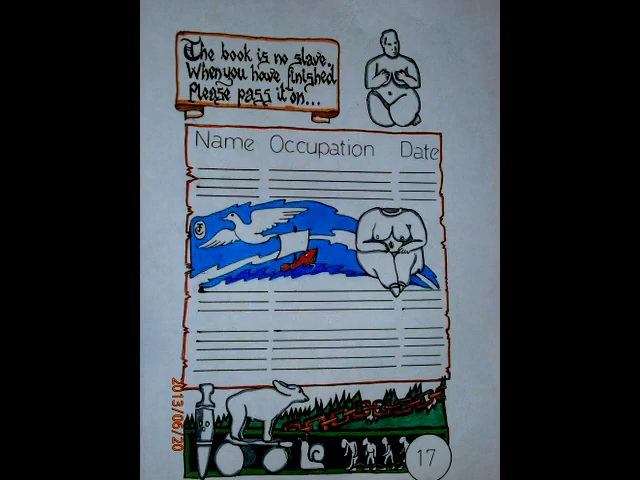 The book is no slave.
When you have finished
Please pass it on...
Name Occupation Date
2013/06/20
17